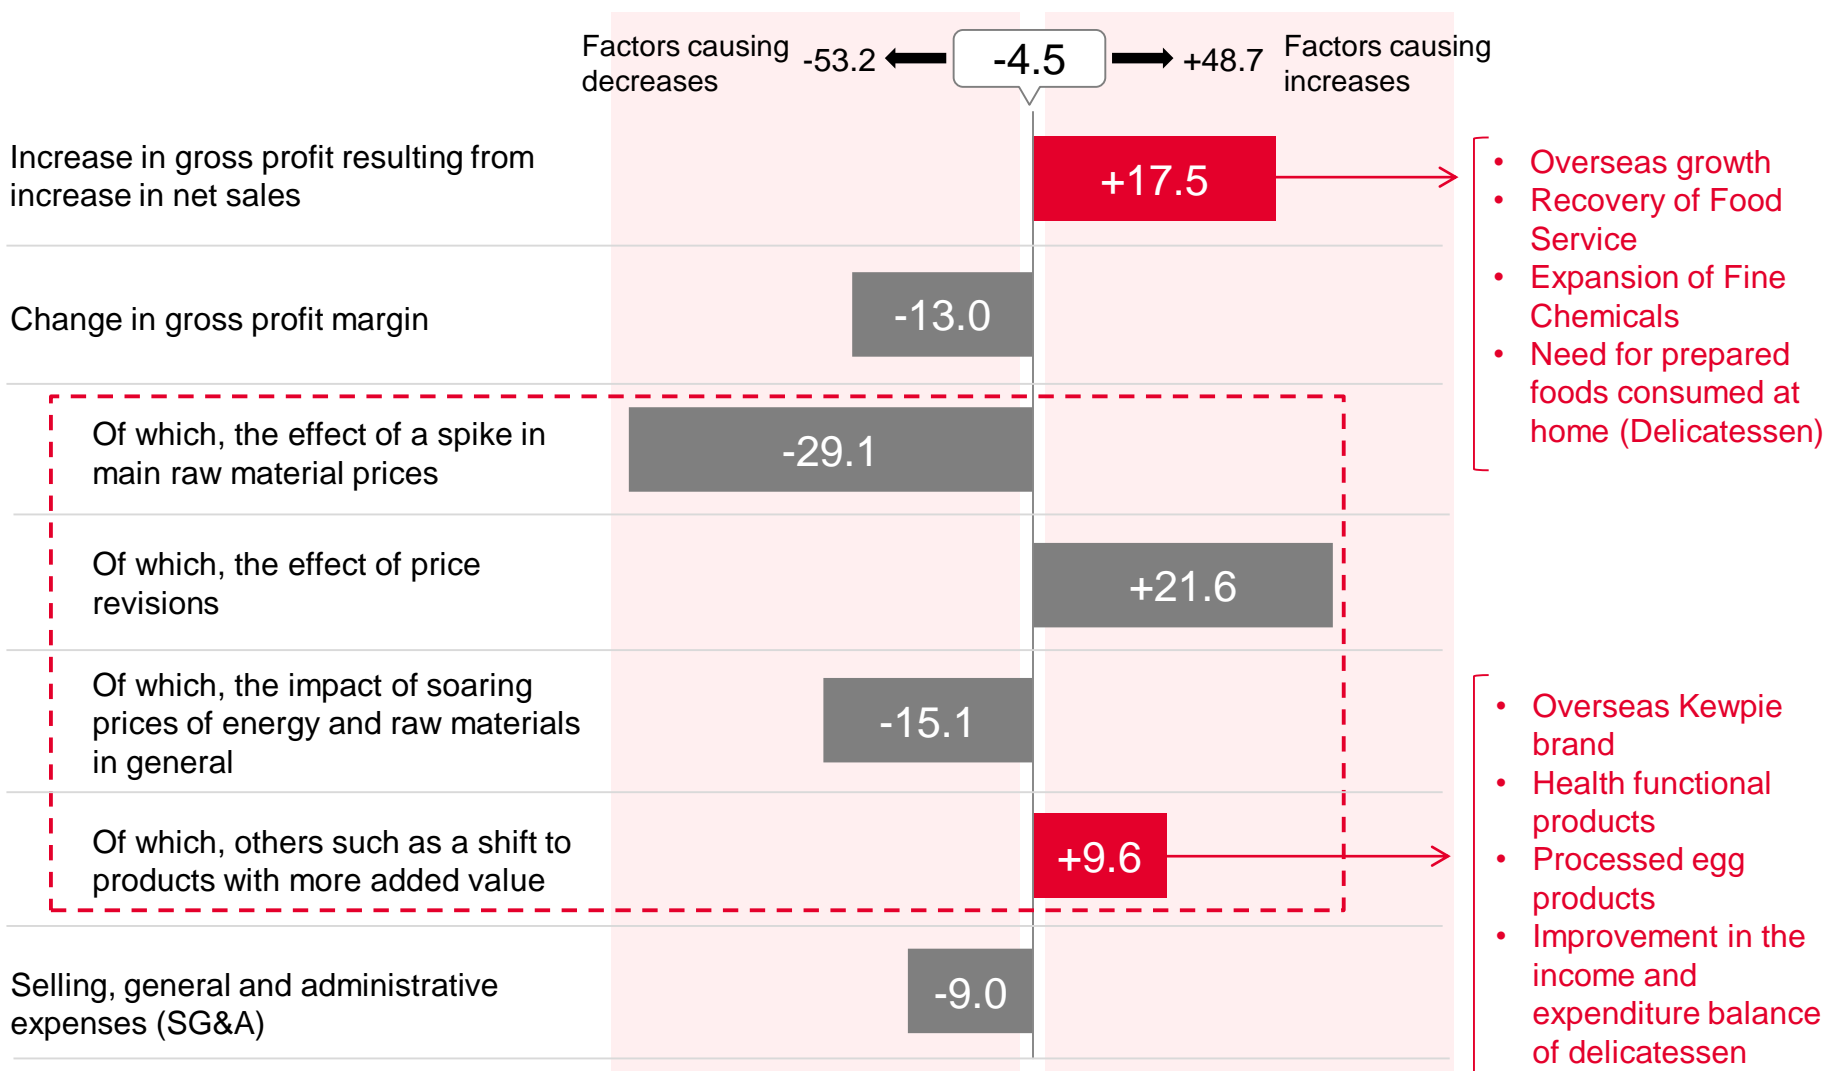 Factors causing
decreases
-53.2
-4.5
+48.7
Factors causing
increases
Increase in gross profit resulting from
increase in net sales
+17.5
• Overseas growth
• Recovery of Food
Service
• Expansion of Fine
Chemicals
• Need for prepared
foods consumed at
home (Delicatessen)
Change in gross profit margin
-13.0
Of which, the effect of a spike in
main raw material prices
-29.1
Of which, the effect of price
revisions
+21.6
Of which, the impact of soaring
prices of energy and raw materials
in general
-15.1
Of which, others such as a shift to
products with more added value
+9.6
• Overseas Kewpie
brand
• Health functional
products
• Processed egg
products
• Improvement in the
income and
expenditure balance
of delicatessen
Selling, general and administrative
expenses (SG&A)
-9.0